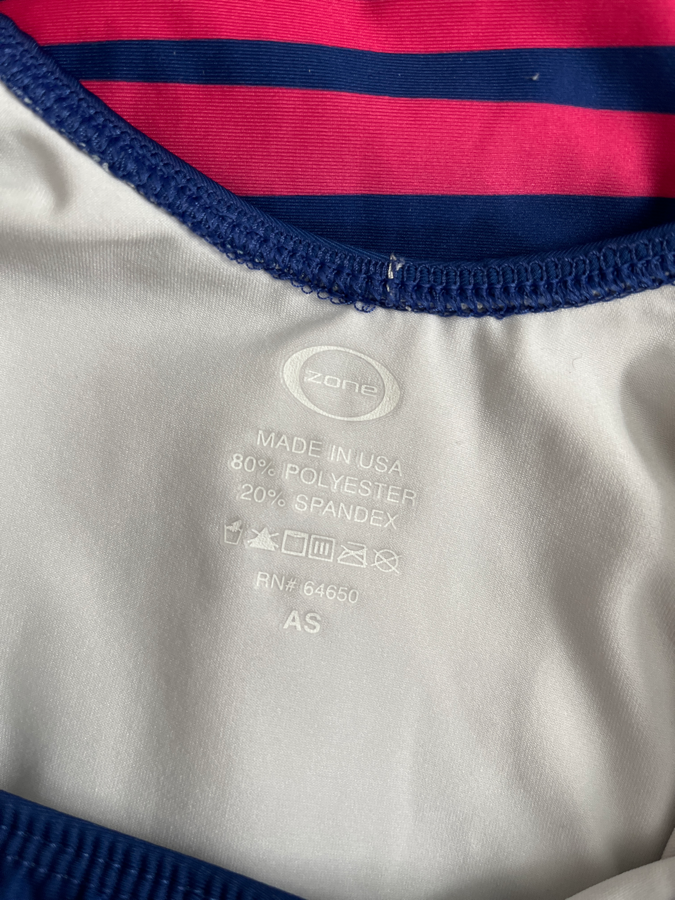 zone
MADE IN USA
80% POLYESTER
20% SPANDEX
RN# 64650
AS